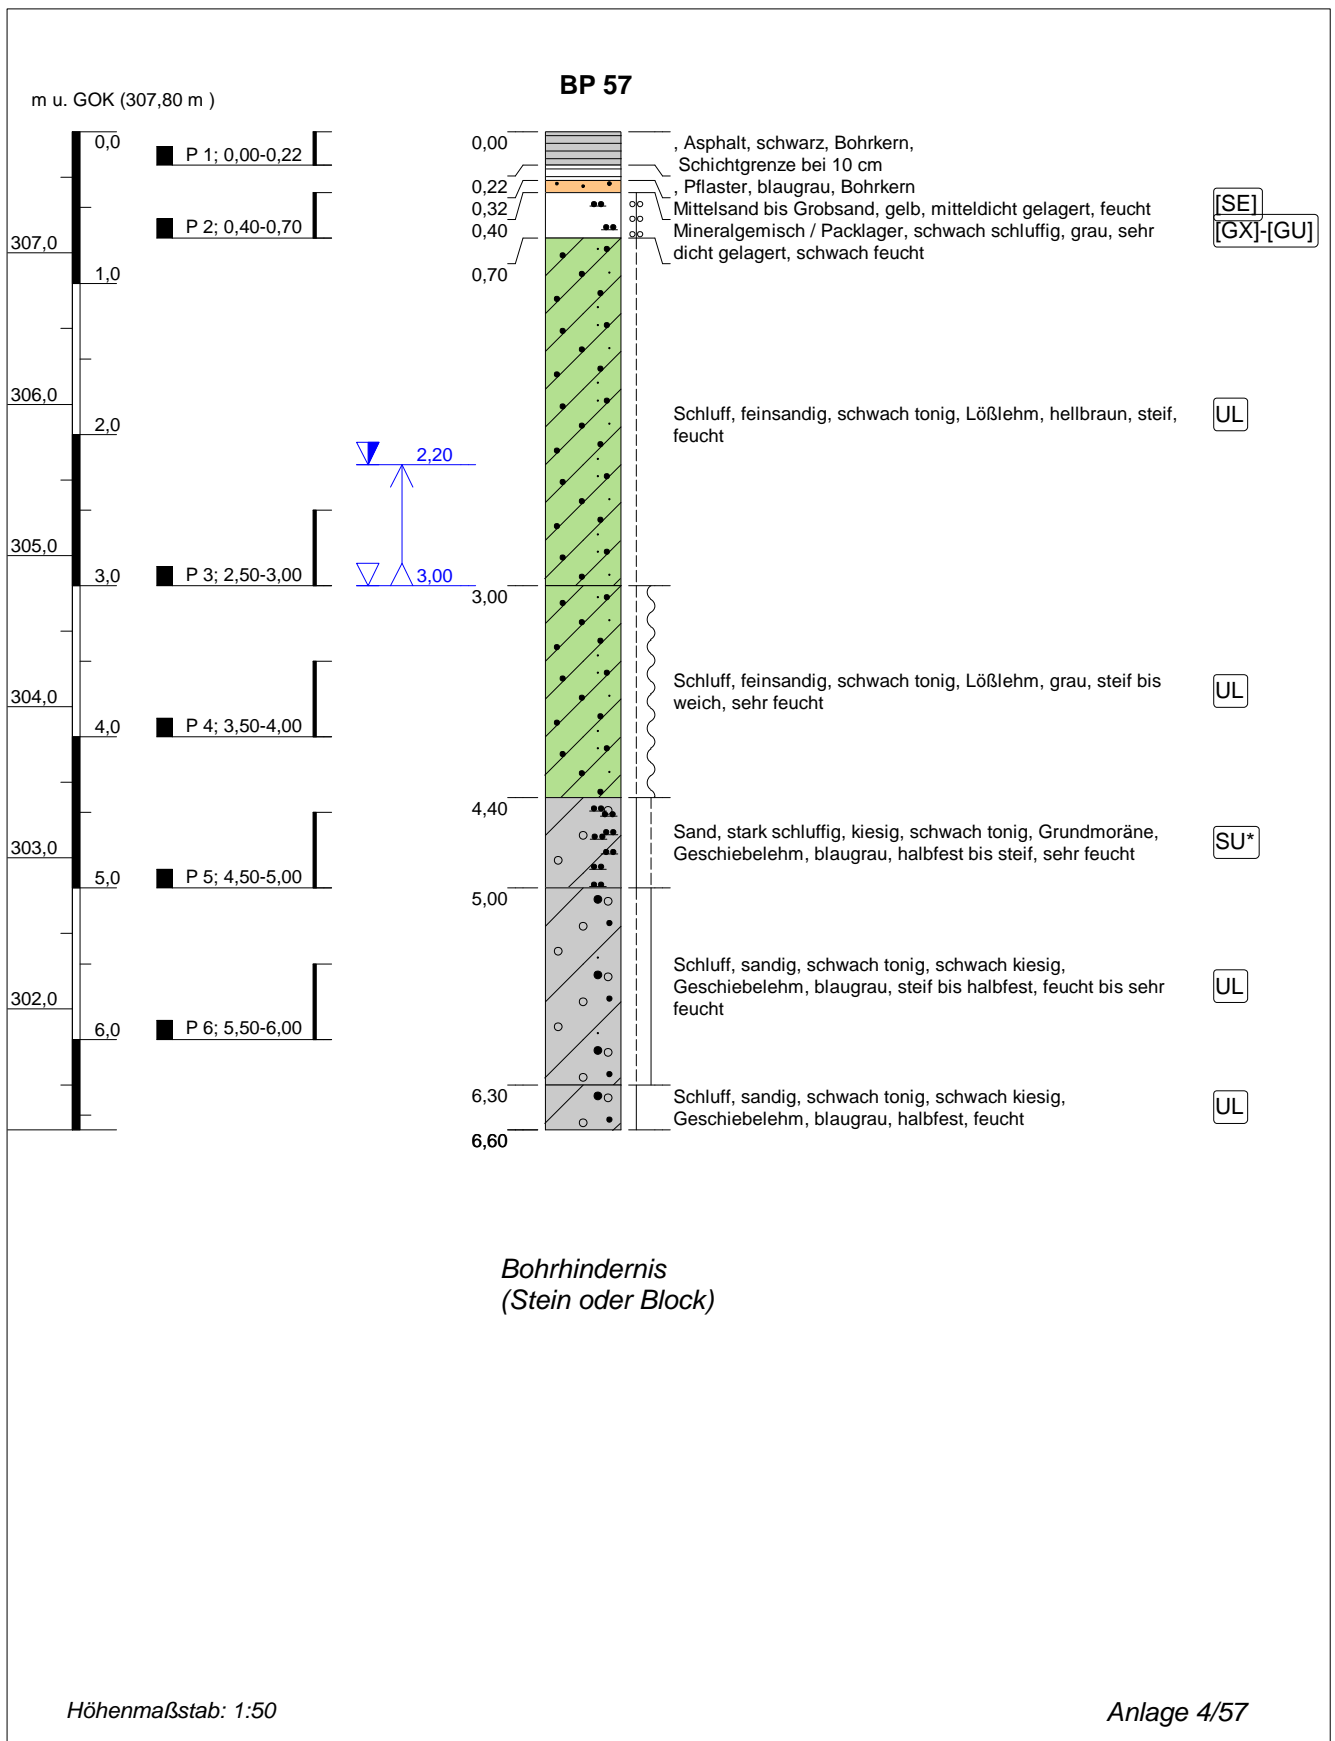 BP 57
m u. GOK (307,80 m )
0,0
P 1; 0,00-0,22
0,00
, Asphalt, schwarz, Bohrkern,
Schichtgrenze bei 10 cm
0,22
, Pflaster, blaugrau, Bohrkern
0,32
Mittelsand bis Grobsand, gelb, mitteldicht gelagert, feucht
[SE]
P 2; 0,40-0,70
0,40
Mineralgemisch / Packlager, schwach schluffig, grau, sehr
dicht gelagert, schwach feucht
[GX]-[GU]
307,0
0,70
1,0
306,0
2,0
Schluff, feinsandig, schwach tonig, Lößlehm, hellbraun, steif,
feucht
UL
2,20
305,0
3,0
P 3; 2,50-3,00
3,00
3,00
304,0
4,0
P 4; 3,50-4,00
Schluff, feinsandig, schwach tonig, Lößlehm, grau, steif bis
weich, sehr feucht
UL
4,40
303,0
5,0
P 5; 4,50-5,00
Sand, stark schluffig, kiesig, schwach tonig, Grundmoräne,
Geschiebelehm, blaugrau, halbfest bis steif, sehr feucht
SU*
5,00
302,0
6,0
P 6; 5,50-6,00
Schluff, sandig, schwach tonig, schwach kiesig,
Geschiebelehm, blaugrau, steif bis halbfest, feucht bis sehr
feucht
UL
6,30
Schluff, sandig, schwach tonig, schwach kiesig,
Geschiebelehm, blaugrau, halbfest, feucht
UL
6,60
Bohrhindernis
(Stein oder Block)
Höhenmaßstab: 1:50
Anlage 4/57